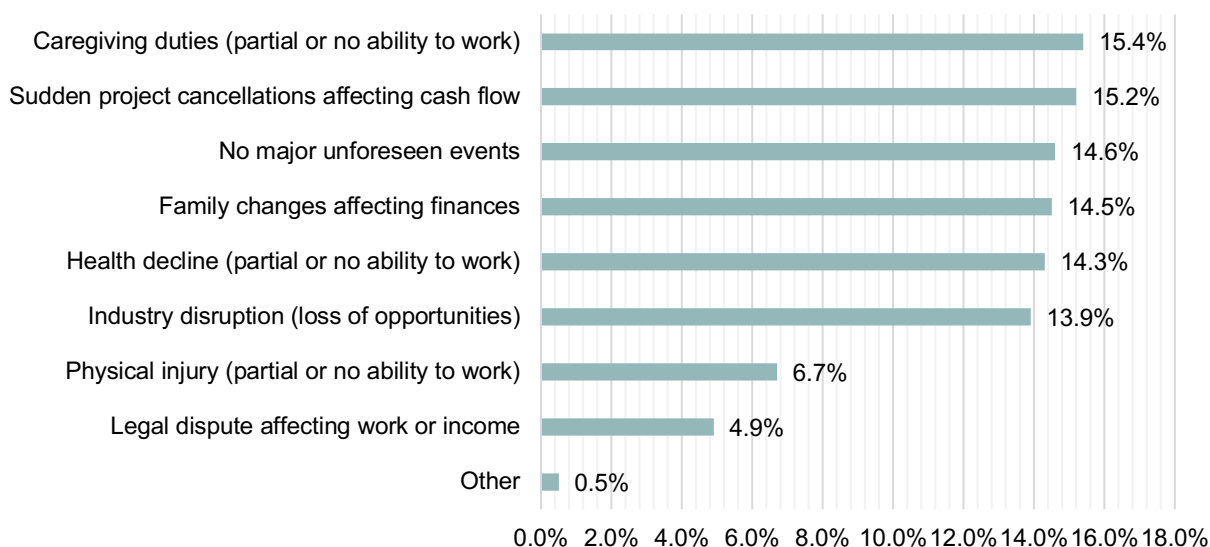 Caregiving duties (partial or no ability to work) 15.4%
Sudden project cancellations affecting cash flow 15.2%
No major unforeseen events 14.6%
Family changes affecting finances 14.5%
Health decline (partial or no ability to work) 14.3%
Industry disruption (loss of opportunities) 13.9%
Physical injury (partial or no ability to work) 6.7%
Legal dispute affecting work or income 4.9%
Other 0.5%
0.0% 2.0% 4.0% 6.0% 8.0% 10.0% 12.0% 14.0% 16.0% 18.0%